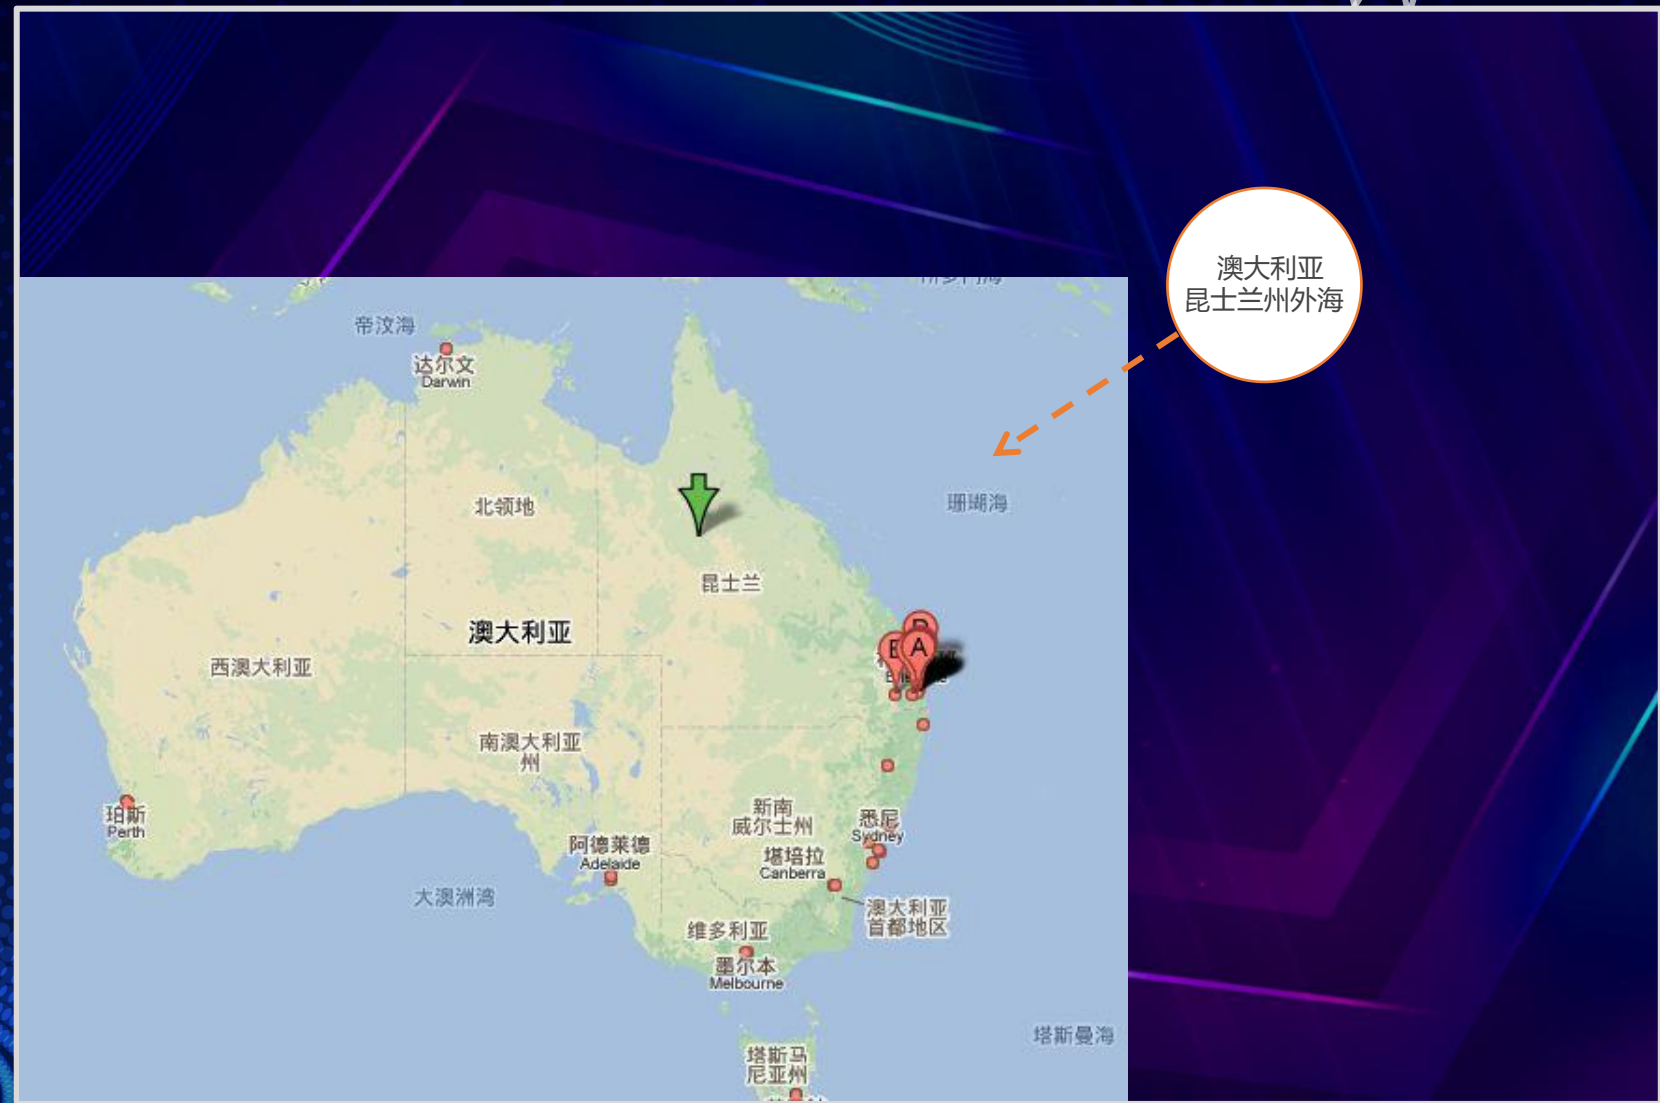 澳大利亚
昆士兰州外海
帝汶海
达尔文
Darwin
北领地
珊瑚海
昆士兰
澳大利亚
西澳大利亚
B
A
南澳大利亚
州
珀斯
Perth
新南
威尔士州
悉尼
Sydney
阿德莱德
Adelaide
堪培拉
Canberra
大澳洲湾
澳大利亚
首都地区
维多利亚
墨尔本
Melbourne
塔斯曼海
塔斯马
尼亚州